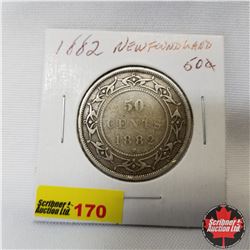 1882 NEWFOUNDLAND
50¢
50
CENTS
1882
Scribner
Auction Ltd. 170
Scribner
Auction Ltd.